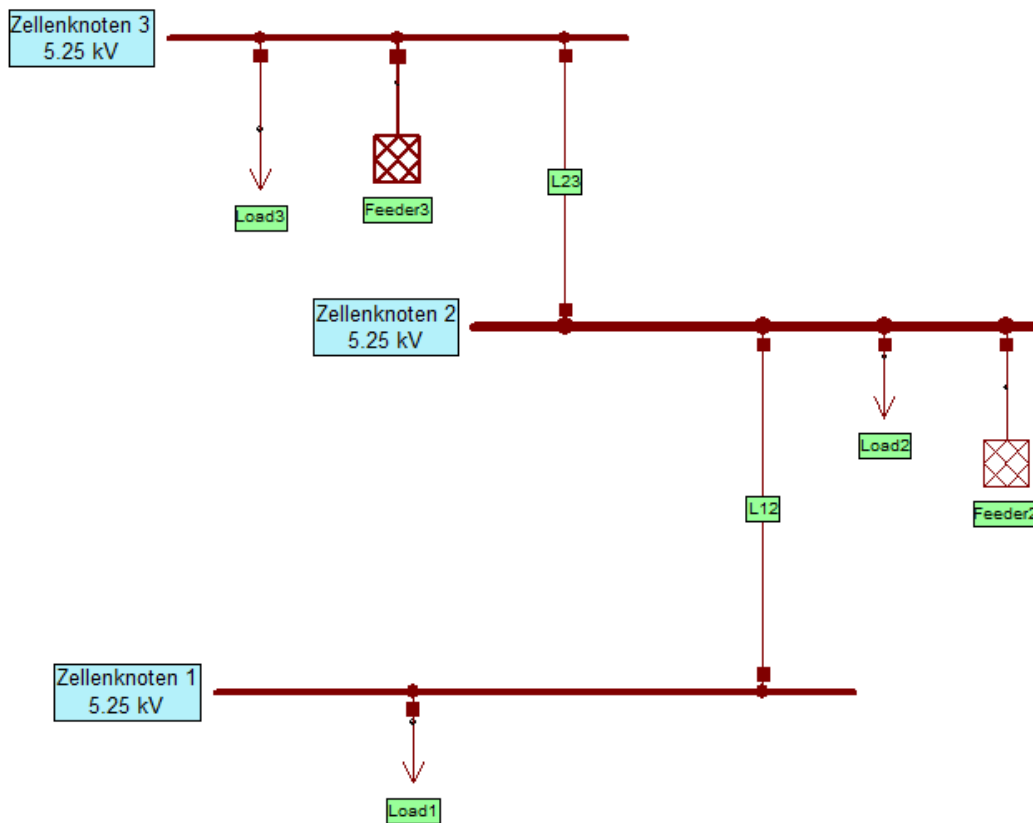 Zellenknoten 3
5.25 kV
Load3
Feeder3
L23
Zellenknoten 2
5.25 kV
Load2
Feeder2
L12
Zellenknoten 1
5.25 kV
Load1